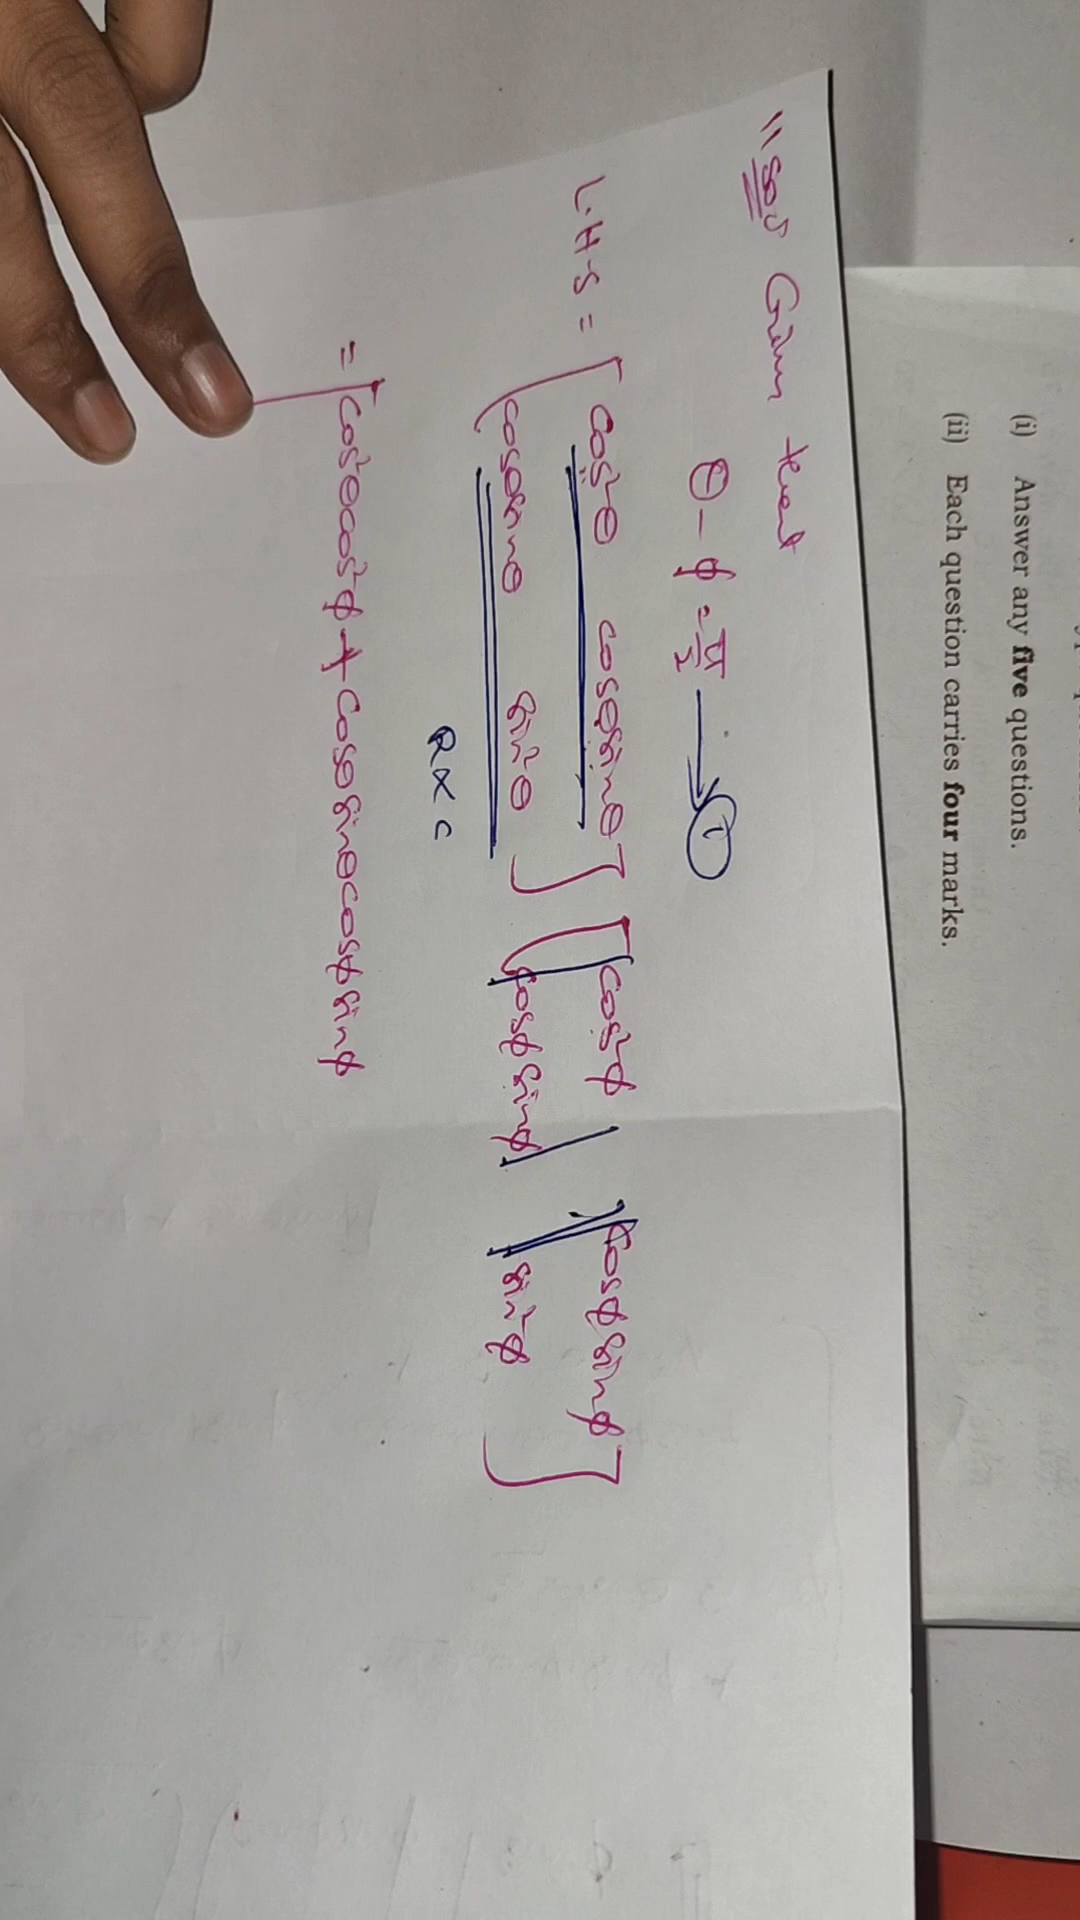 (i) Answer any five questions.
(ii) Each question carries four marks.
11 Sol Given that
θ - φ = π/2 → ①
L.H.S = [ cos²θ cosθsinθ ] [ cos²φ cosφsinφ ]
[ cosθsinθ sin²θ ] [ cosφsinφ sin²φ ]
R×C
= [ cos²θcos²φ + cosθsinθcosφsinφ